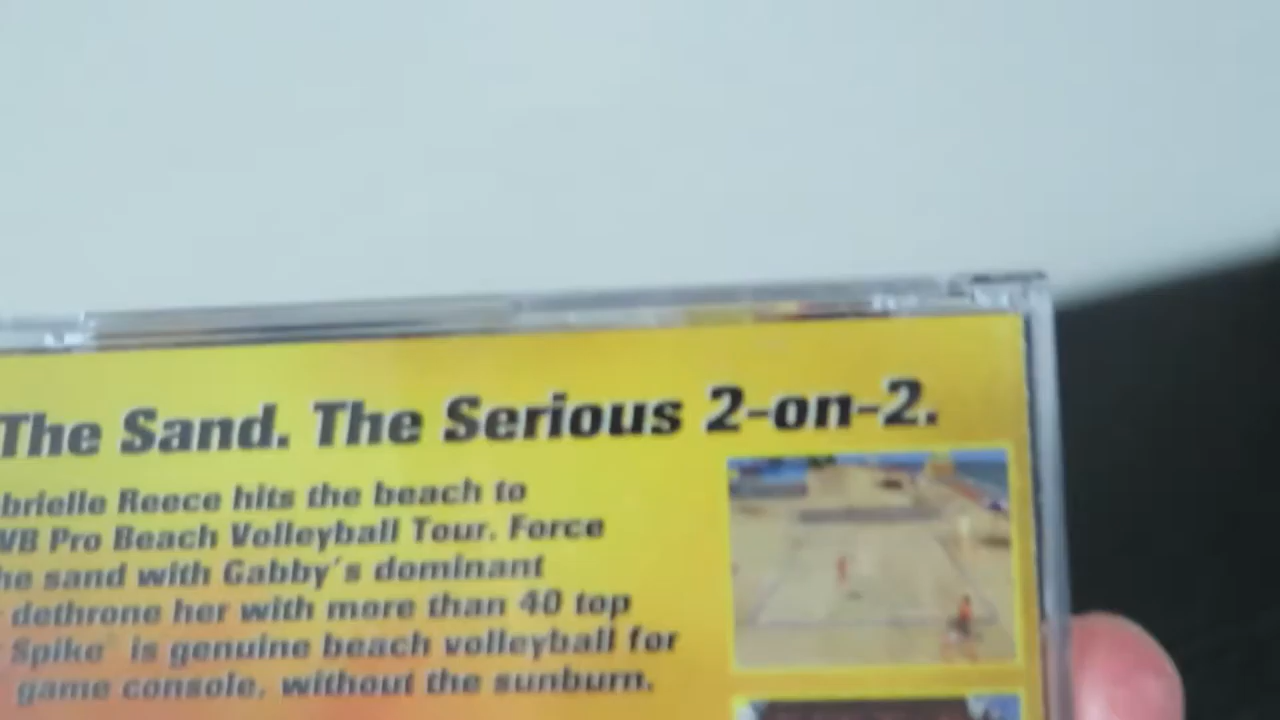 The Sand. The Serious 2-on-2.
brielle Reece hits the beach to
VB Pro Beach Volleyball Tour. Force
he sand with Gabby's dominant
dethrone her with more than 40 top
Spike is genuine beach volleyball for
game console, without the sunburn.